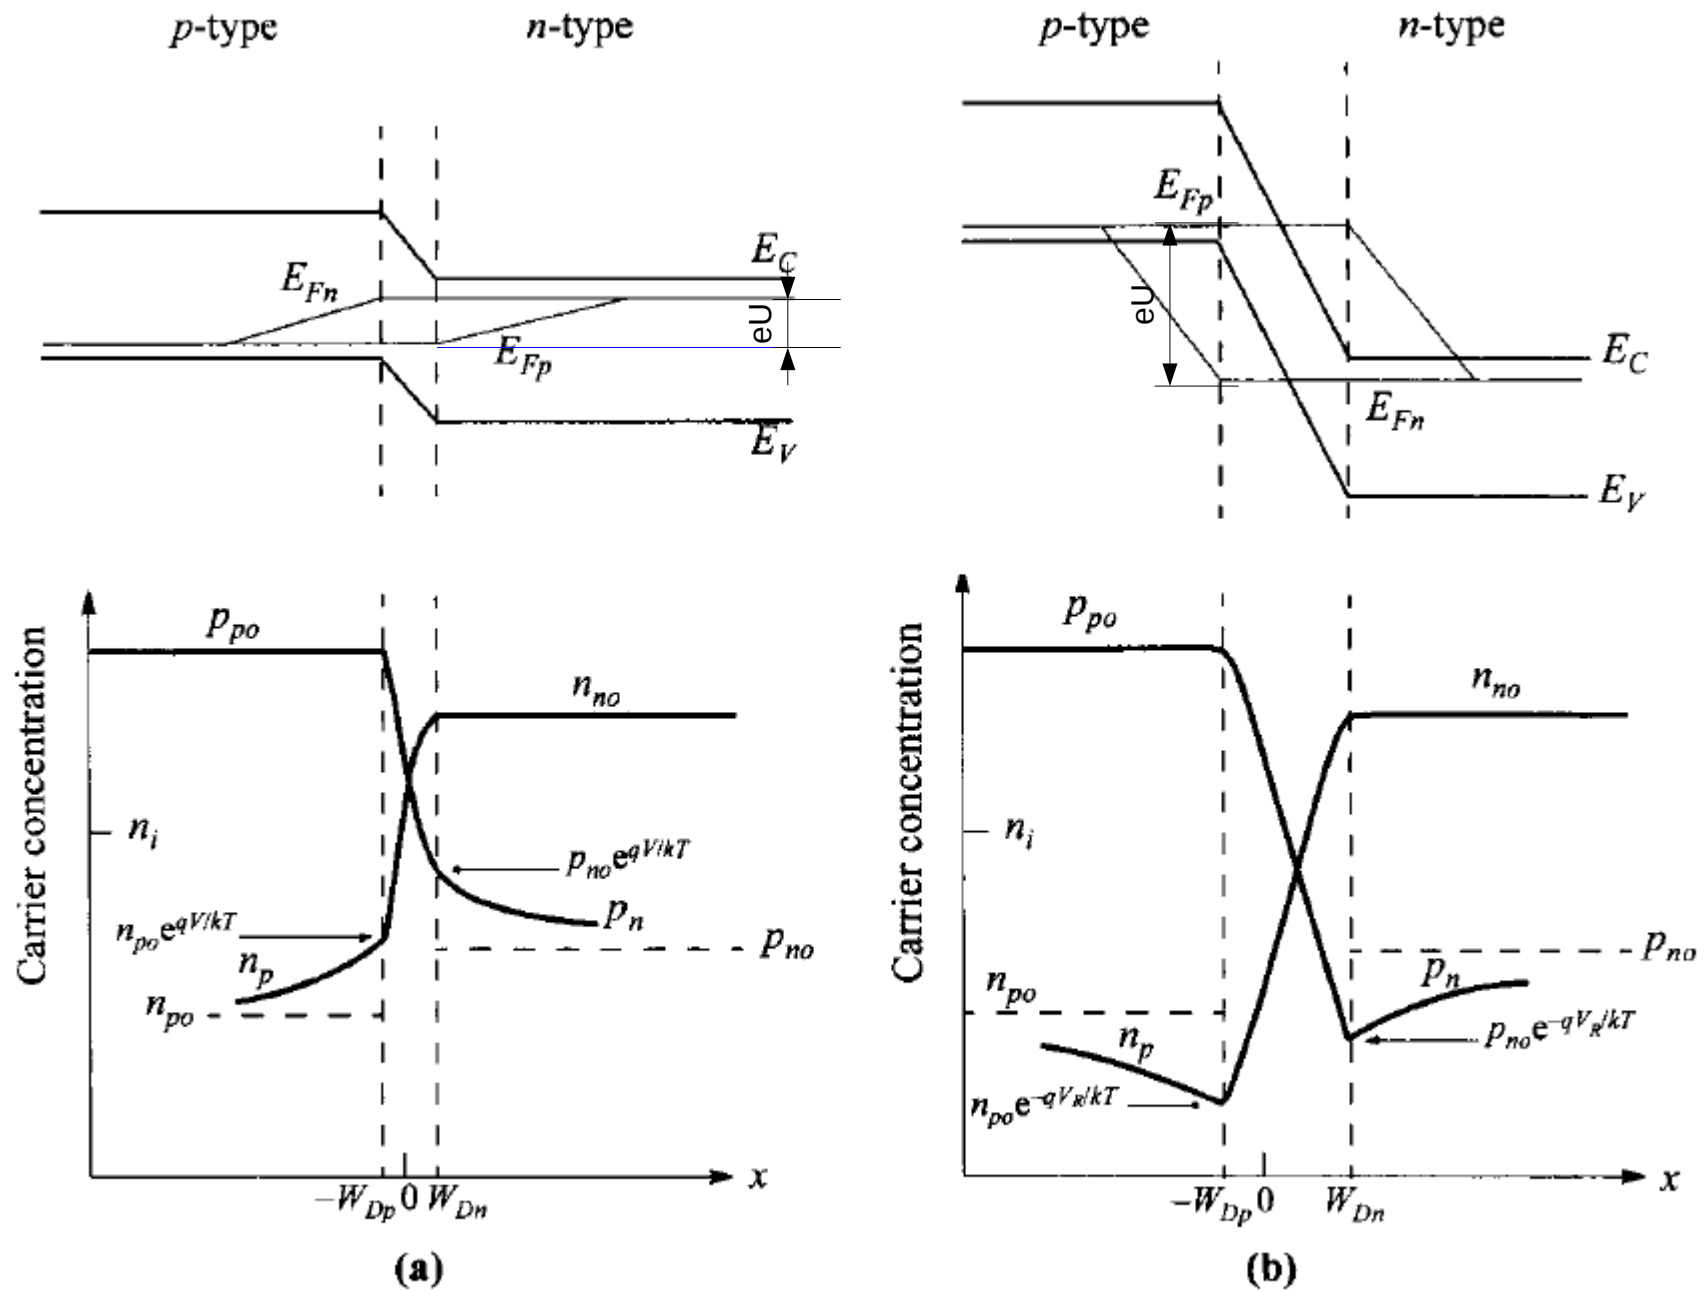 p-type
n-type
E_C
E_Fn
eU
E_Fp
E_V
p-type
n-type
E_Fp
eU
E_C
E_Fn
E_V
Carrier concentration
p_po
n_no
n_i
p_no e^qV/kT
n_po e^qV/kT
p_n
n_p
p_no
n_po
x
–W_Dp 0 W_Dn
(a)
Carrier concentration
p_po
n_no
n_i
p_no
n_po
p_n
n_p
p_no e^–qV_R/kT
n_po e^–qV_R/kT
x
–W_Dp 0 W_Dn
(b)